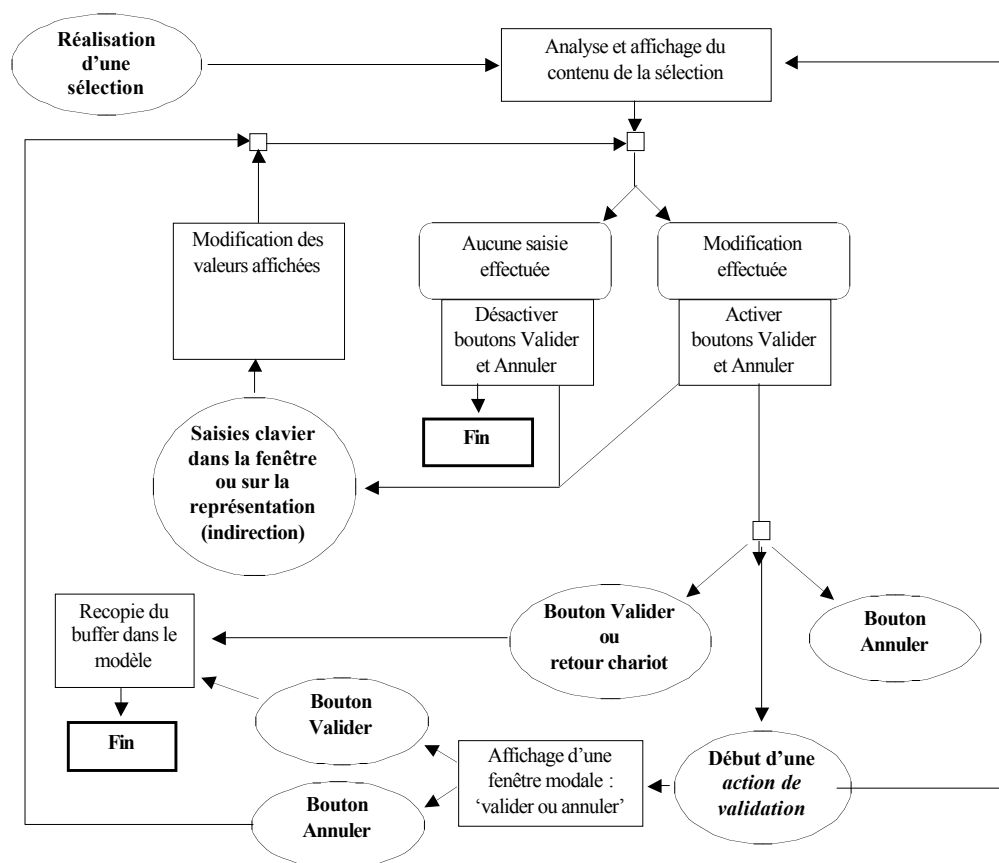 Réalisation
d'une
sélection
Analyse et affichage du
contenu de la sélection
Modification des
valeurs affichées
Aucune saisie
effectuée
Modification
effectuée
Désactiver
boutons Valider
et Annuler
Activer
boutons Valider
et Annuler
Fin
Saisies clavier
dans la fenêtre
ou sur la
représentation
(indirection)
Recopie du
buffer dans le
modèle
Bouton Valider
ou
retour chariot
Bouton
Annuler
Bouton
Valider
Fin
Affichage d'une
fenêtre modale :
‘valider ou annuler’
Début d'une
action de
validation
Bouton
Annuler